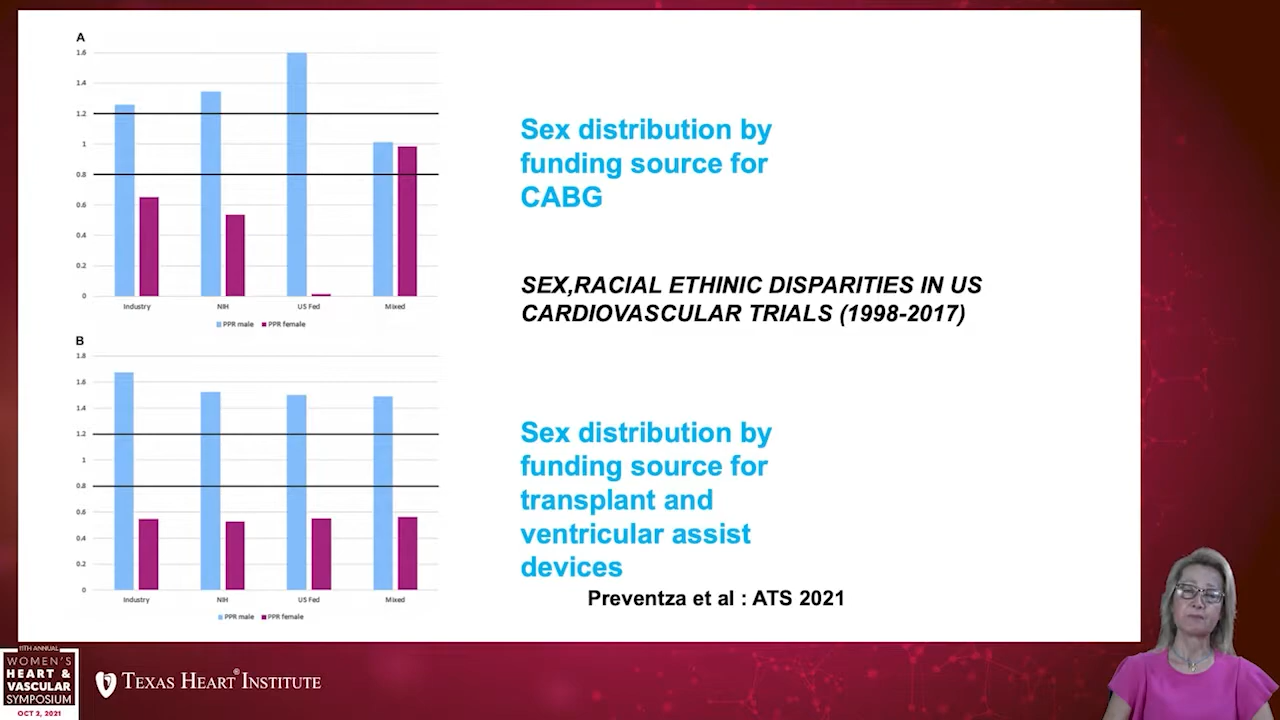 A
1.6
1.4
1.2
1
0.8
0.6
0.4
0.2
0
Industry NIH US Fed Mixed
PPR male PPR female
Sex distribution by
funding source for
CABG
SEX,RACIAL ETHINIC DISPARITIES IN US
CARDIOVASCULAR TRIALS (1998-2017)
B
1.8
1.6
1.4
1.2
1
0.8
0.6
0.4
0.2
0
Industry NIH US Fed Mixed
PPR male PPR female
Sex distribution by
funding source for
transplant and
ventricular assist
devices
Preventza et al : ATS 2021
11TH ANNUAL
WOMEN'S
HEART &
VASCULAR
SYMPOSIUM
OCT 2, 2021
TEXAS HEART® INSTITUTE